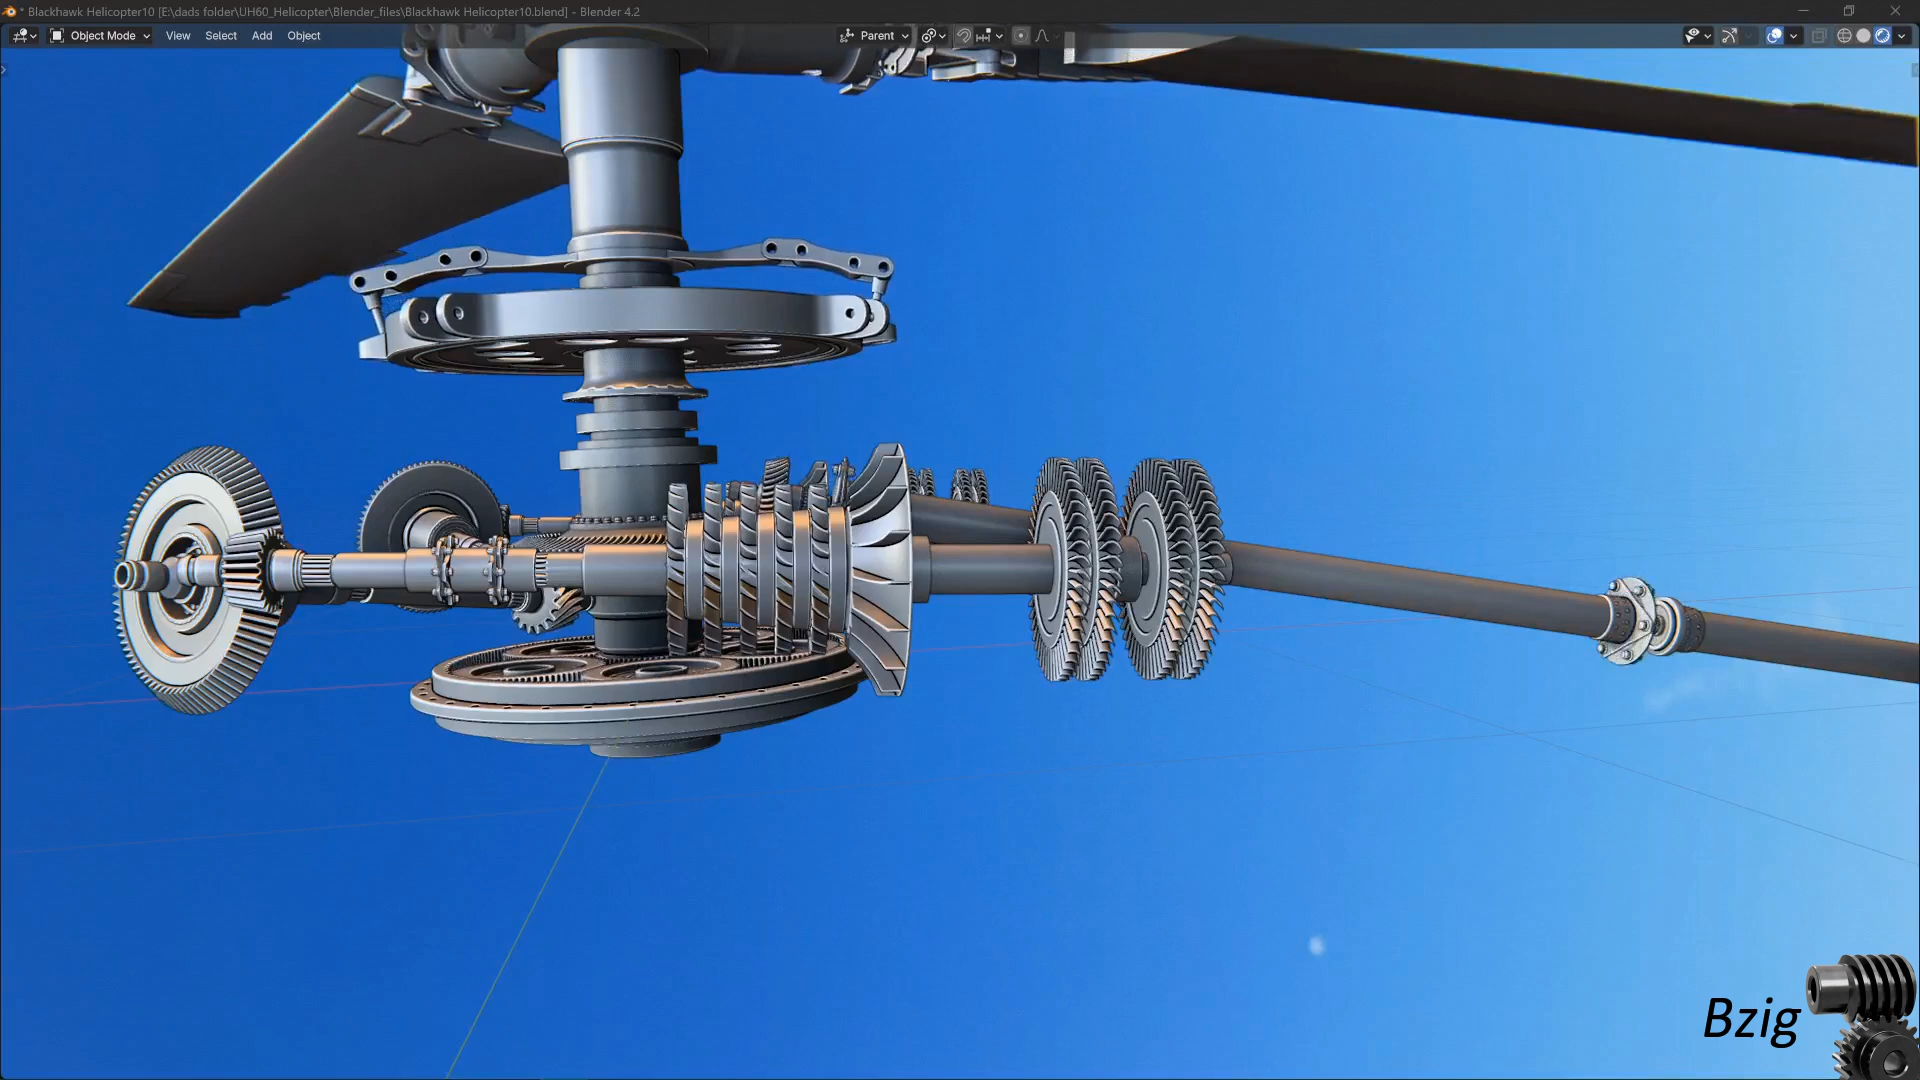 * Blackhawk Helicopter10 [E:\dads folder\UH60_Helicopter\Blender_files\Blackhawk Helicopter10.blend] - Blender 4.2
Object Mode View Select Add Object Parent
Bzig